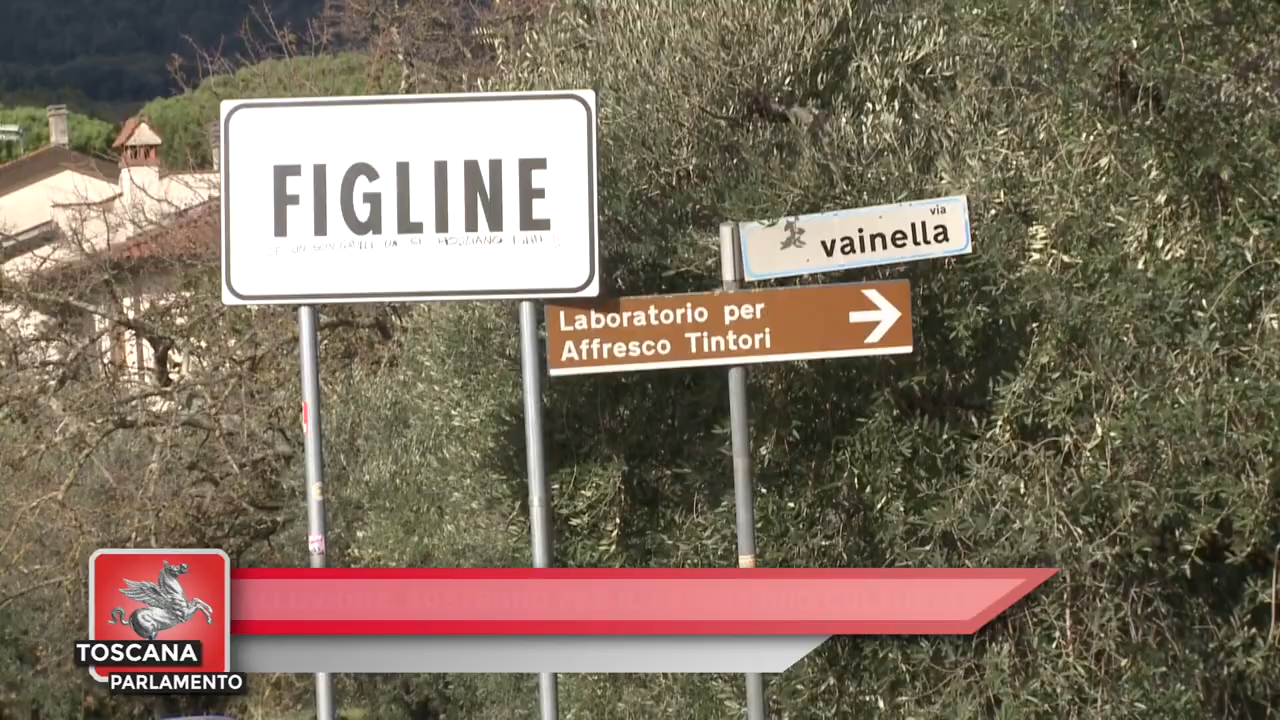 FIGLINE
via
vainella
Laboratorio per
Affresco Tintori
TOSCANA
PARLAMENTO